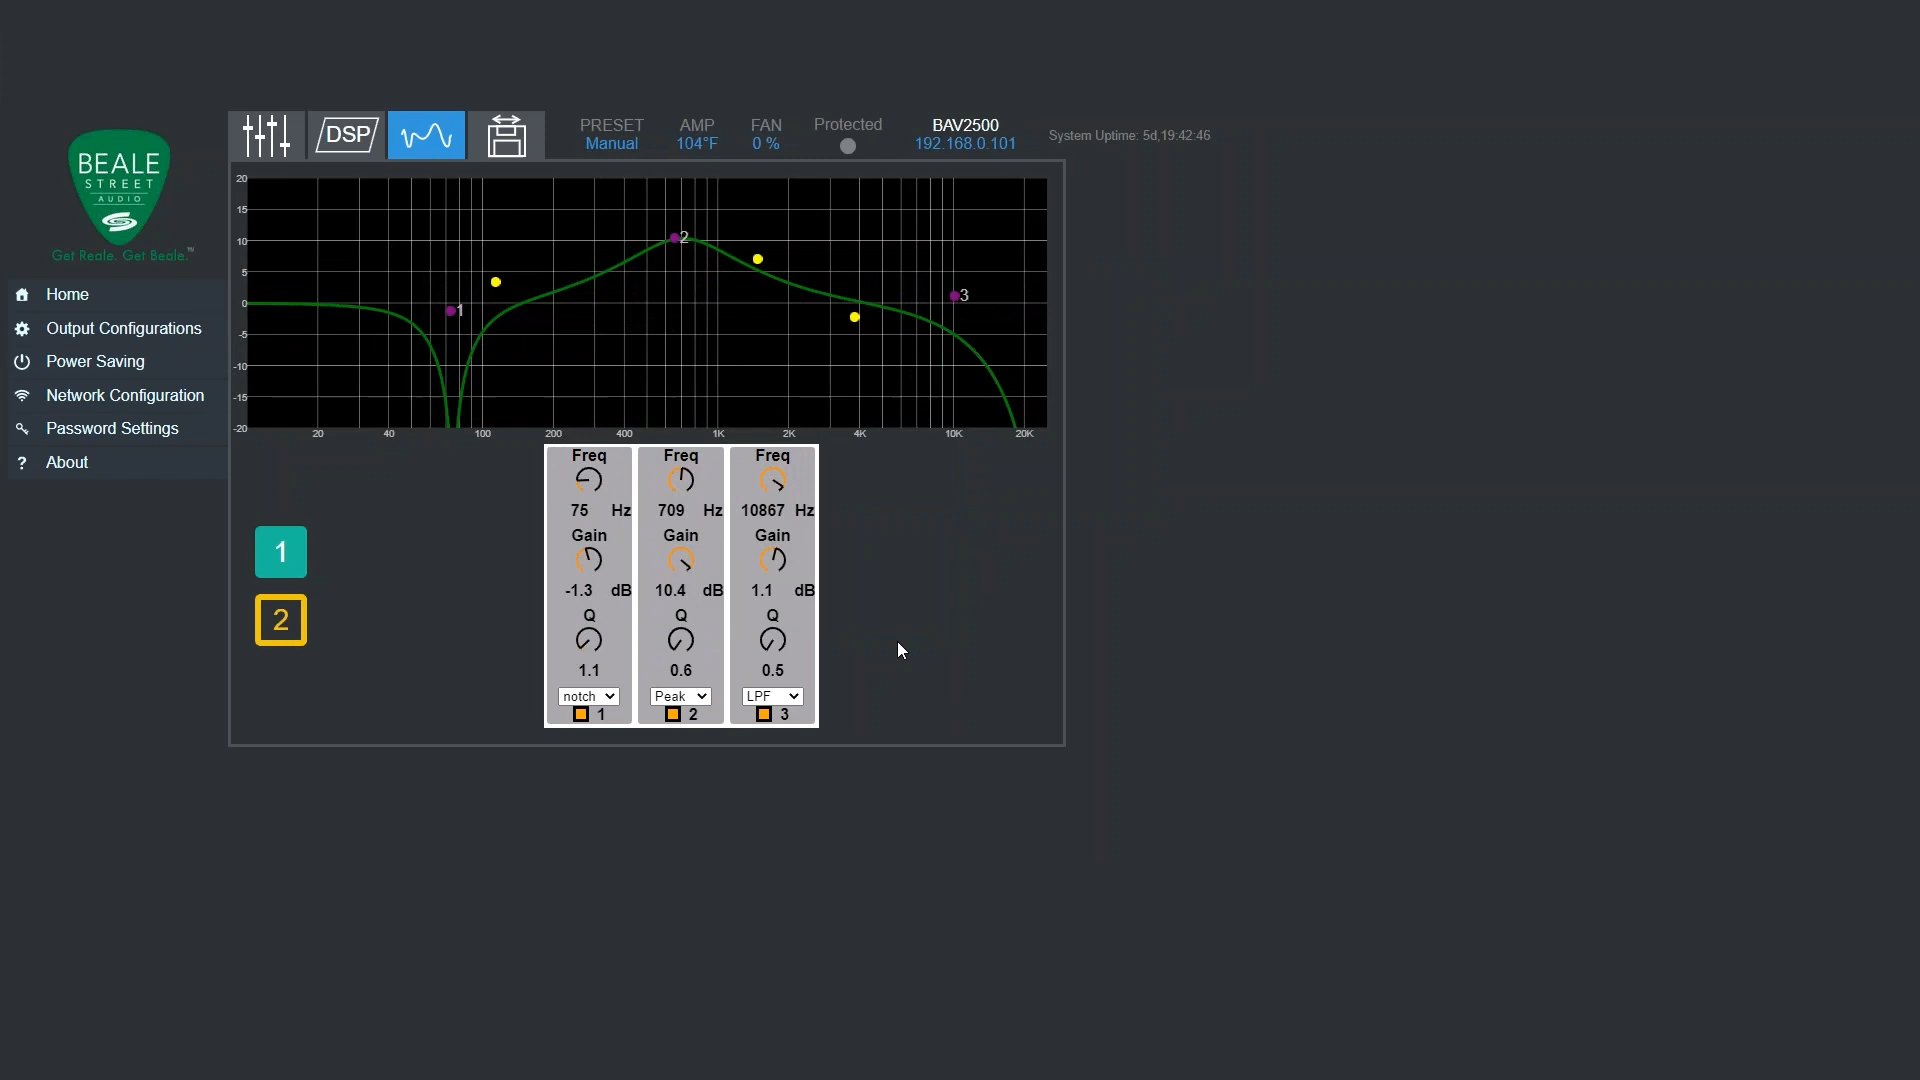 BEALE
STREET
AUDIO
Get Reale. Get Beale.™
Home
Output Configurations
Power Saving
Network Configuration
Password Settings
? About
DSP
PRESET
Manual
AMP
104°F
FAN
0 %
Protected
BAV2500
192.168.0.101
System Uptime: 5d,19:42:46
20
15
10
5
0
-5
-10
-15
-20
1
2
3
20 40 100 200 400 1K 2K 4K 10K 20K
1
2
Freq Freq Freq
75 Hz 709 Hz 10867 Hz
Gain Gain Gain
-1.3 dB 10.4 dB 1.1 dB
Q Q Q
1.1 0.6 0.5
notch Peak LPF
1 2 3